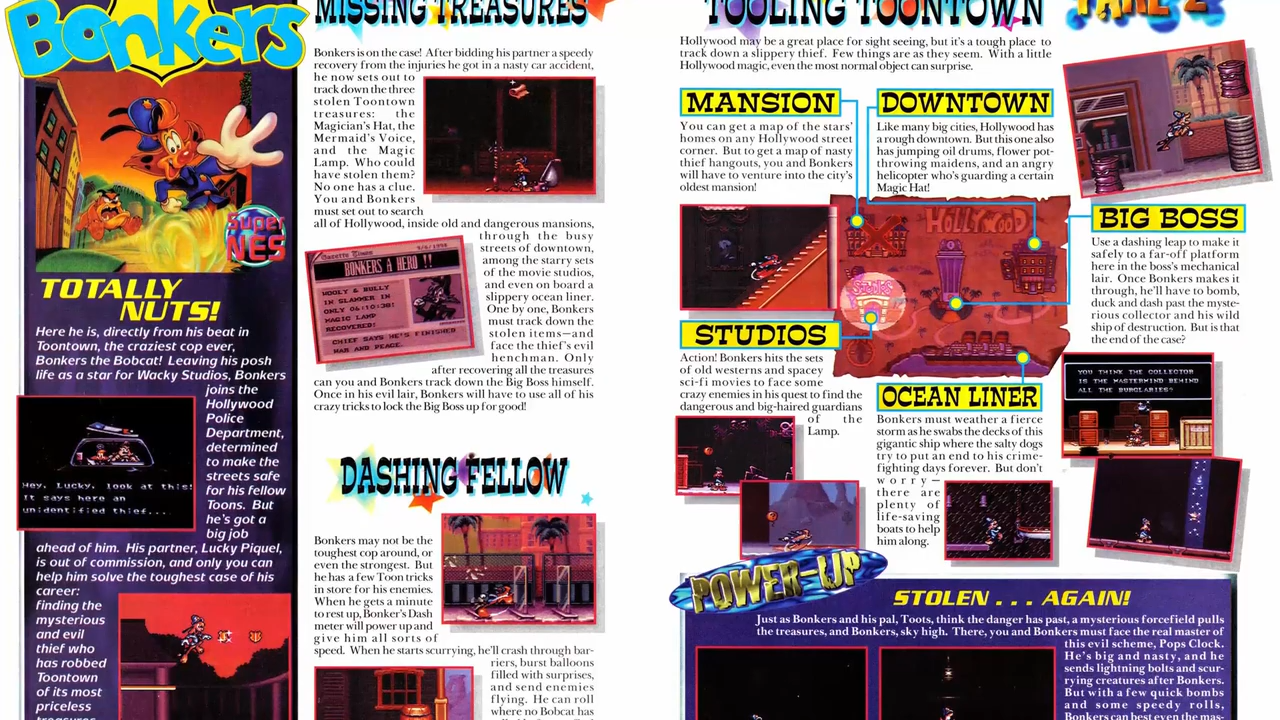 Bonkers
Super
NES
TOTALLY
NUTS!
Here he is, directly from his beat in
Toontown, the craziest cop ever,
Bonkers the Bobcat! Leaving his posh
life as a star for Wacky Studios, Bonkers
joins the
Hollywood
Police
Department,
determined
to make the
streets safe
for his fellow
Toons. But
he's got a
big job
Hey, Lucky, look at this!
It says here an
unidentified thief....
ahead of him. His partner, Lucky Piquel,
is out of commission, and only you can
help him solve the toughest case of his
career:
finding the
mysterious
and evil
thief who
has robbed
Toontown
of its most
priceless
treasures
MISSING TREASURES
Bonkers is on the case! After bidding his partner a speedy
recovery from the injuries he got in a nasty car accident,
he now sets out to
track down the three
stolen Toontown
treasures: the
Magician's Hat, the
Mermaid's Voice,
and the Magic
Lamp. Who could
have stolen them?
No one has a clue.
You and Bonkers
must set out to search
all of Hollywood, inside old and dangerous mansions,
through the busy
streets of downtown,
among the starry sets
of the movie studios,
and even on board a
slippery ocean liner.
One by one, Bonkers
must track down the
stolen items—and
face the thief's evil
henchman. Only
after recovering all the treasures
can you and Bonkers track down the Big Boss himself.
Once in his evil lair, Bonkers will have to use all of his
crazy tricks to lock the Big Boss up for good!
BONKERS A HERO !!
WOOLY & BULLY
IN SLAMMER IN
ONLY 06:10:38!
MAGIC LAMP
RECOVERED!
CHIEF SAYS HE'S FINISHED
WAR AND PEACE.
DASHING FELLOW
Bonkers may not be the
toughest cop around, or
even the strongest. But
he has a few Toon tricks
in store for his enemies.
When he gets a minute
to rest up, Bonker's Dash
meter will power up and
give him all sorts of
speed. When he starts scurrying, he'll crash through bar-
riers, burst balloons
filled with surprises,
and send enemies
flying. He can roll
where no Bobcat has
TOOLING TOONTOWN
TAKE 2
Hollywood may be a great place for sight seeing, but it's a tough place to
track down a slippery thief. Few things are as they seem. With a little
Hollywood magic, even the most normal object can surprise.
MANSION
You can get a map of the stars'
homes on any Hollywood street
corner. But to get a map of nasty
thief hangouts, you and Bonkers
will have to venture into the city's
oldest mansion!
DOWNTOWN
Like many big cities, Hollywood has
a rough downtown. But this one also
has jumping oil drums, flower pot-
throwing maidens, and an angry
helicopter who's guarding a certain
Magic Hat!
HOLLYWOOD
BIG BOSS
Use a dashing leap to make it
safely to a far-off platform
here in the Boss's mechanical
lair. Once Bonkers makes it
through, he'll have to bomb,
duck and dash past the myste-
rious collector and his wild
ship of destruction. But is that
the end of the case?
STUDIOS
Action! Bonkers hits the sets
of old westerns and spacey
sci-fi movies to face some
crazy enemies in his quest to find the
dangerous and big-haired guardians
of the
Lamp.
OCEAN LINER
Bonkers must weather a fierce
storm as he swabs the decks of this
gigantic ship where the salty dogs
try to put an end to his crime-
fighting days forever. But don't
worry—
there are
plenty of
life-saving
boats to help
him along.
YOU THINK THE COLLECTOR
IS THE MASTERMIND BEHIND
ALL THE BURGLARIES?
POWER-UP
STOLEN . . . AGAIN!
Just as Bonkers and his pal, Toots, think the danger has past, a mysterious forcefield pulls
the treasures, and Bonkers, sky high. There, you and Bonkers must face the real master of
this evil scheme, Pops Clock.
He's big and nasty, and he
sends lightning bolts and scur-
rying creatures after Bonkers.
But with a few quick bombs
and some speedy rolls,
Bonkers can best even the